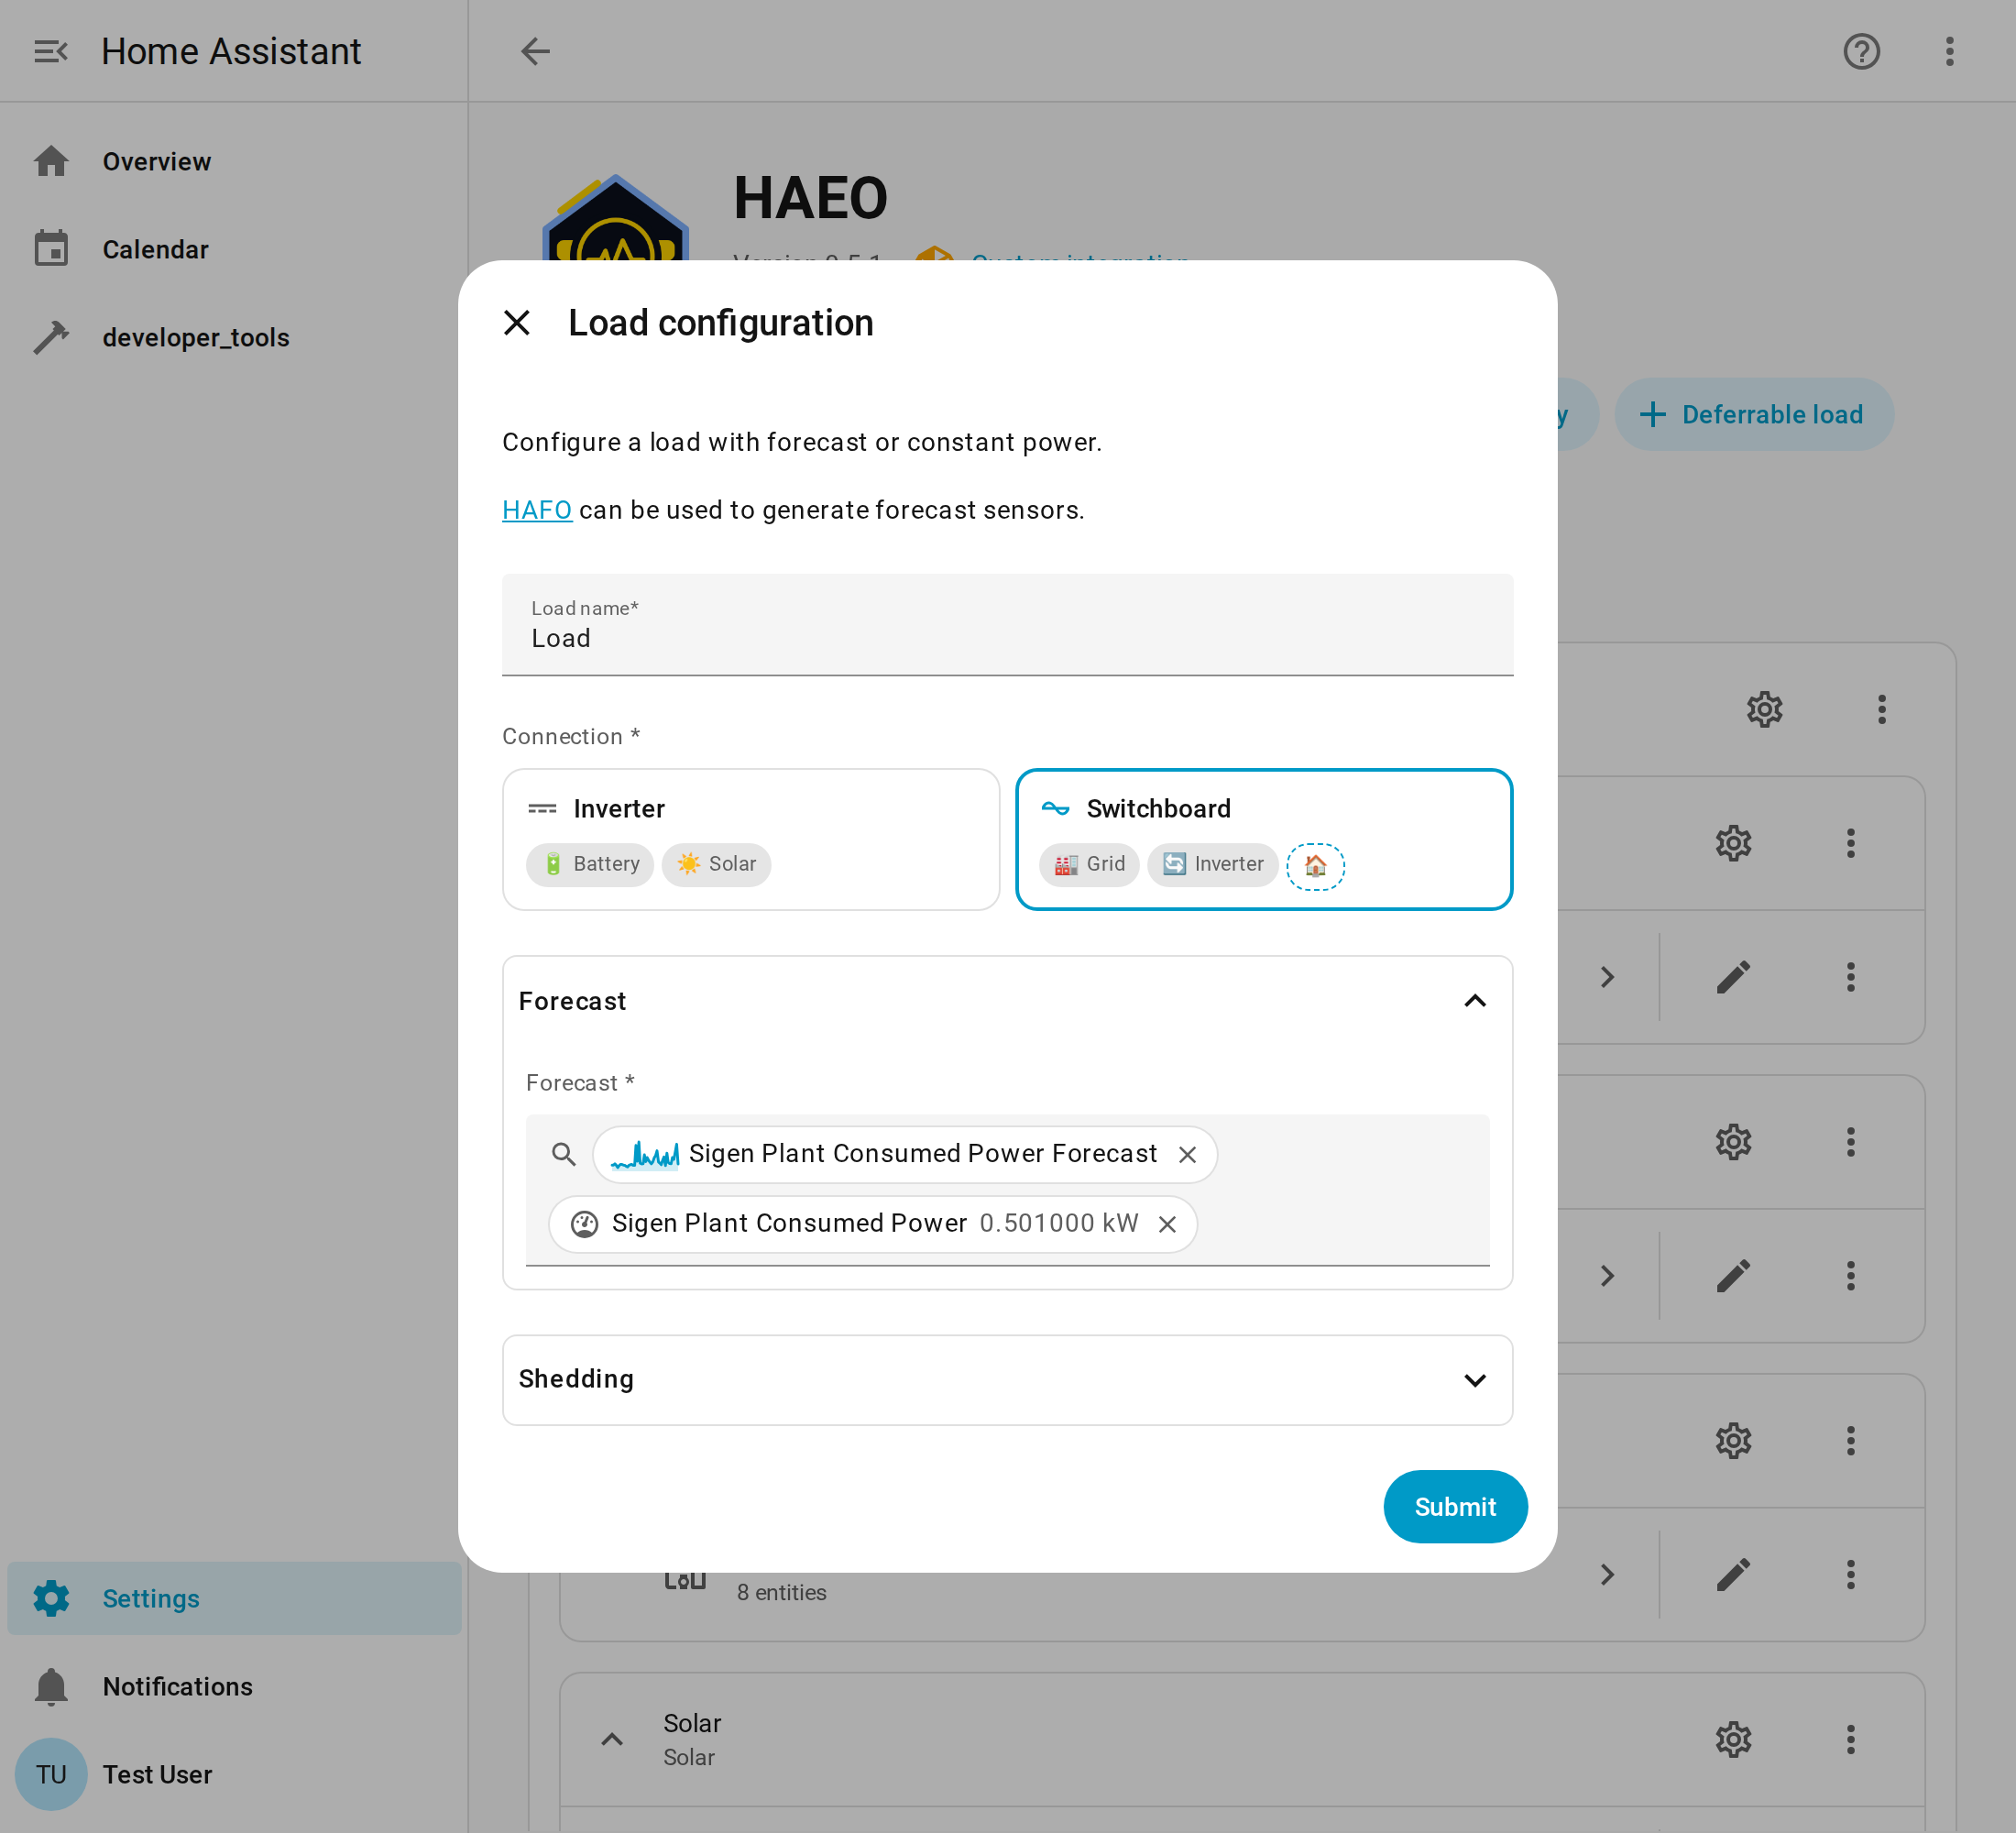 Home Assistant
Overview
Calendar
developer_tools
HAEO
Load configuration
Configure a load with forecast or constant power.
HAFO can be used to generate forecast sensors.
Load name*
Load
Connection *
Inverter
Battery
Solar
Switchboard
Grid
Inverter
Forecast
Forecast *
Sigen Plant Consumed Power Forecast
Sigen Plant Consumed Power 0.501000 kW
Shedding
Submit
y
Deferrable load
8 entities
Solar
Solar
Settings
Notifications
TU
Test User